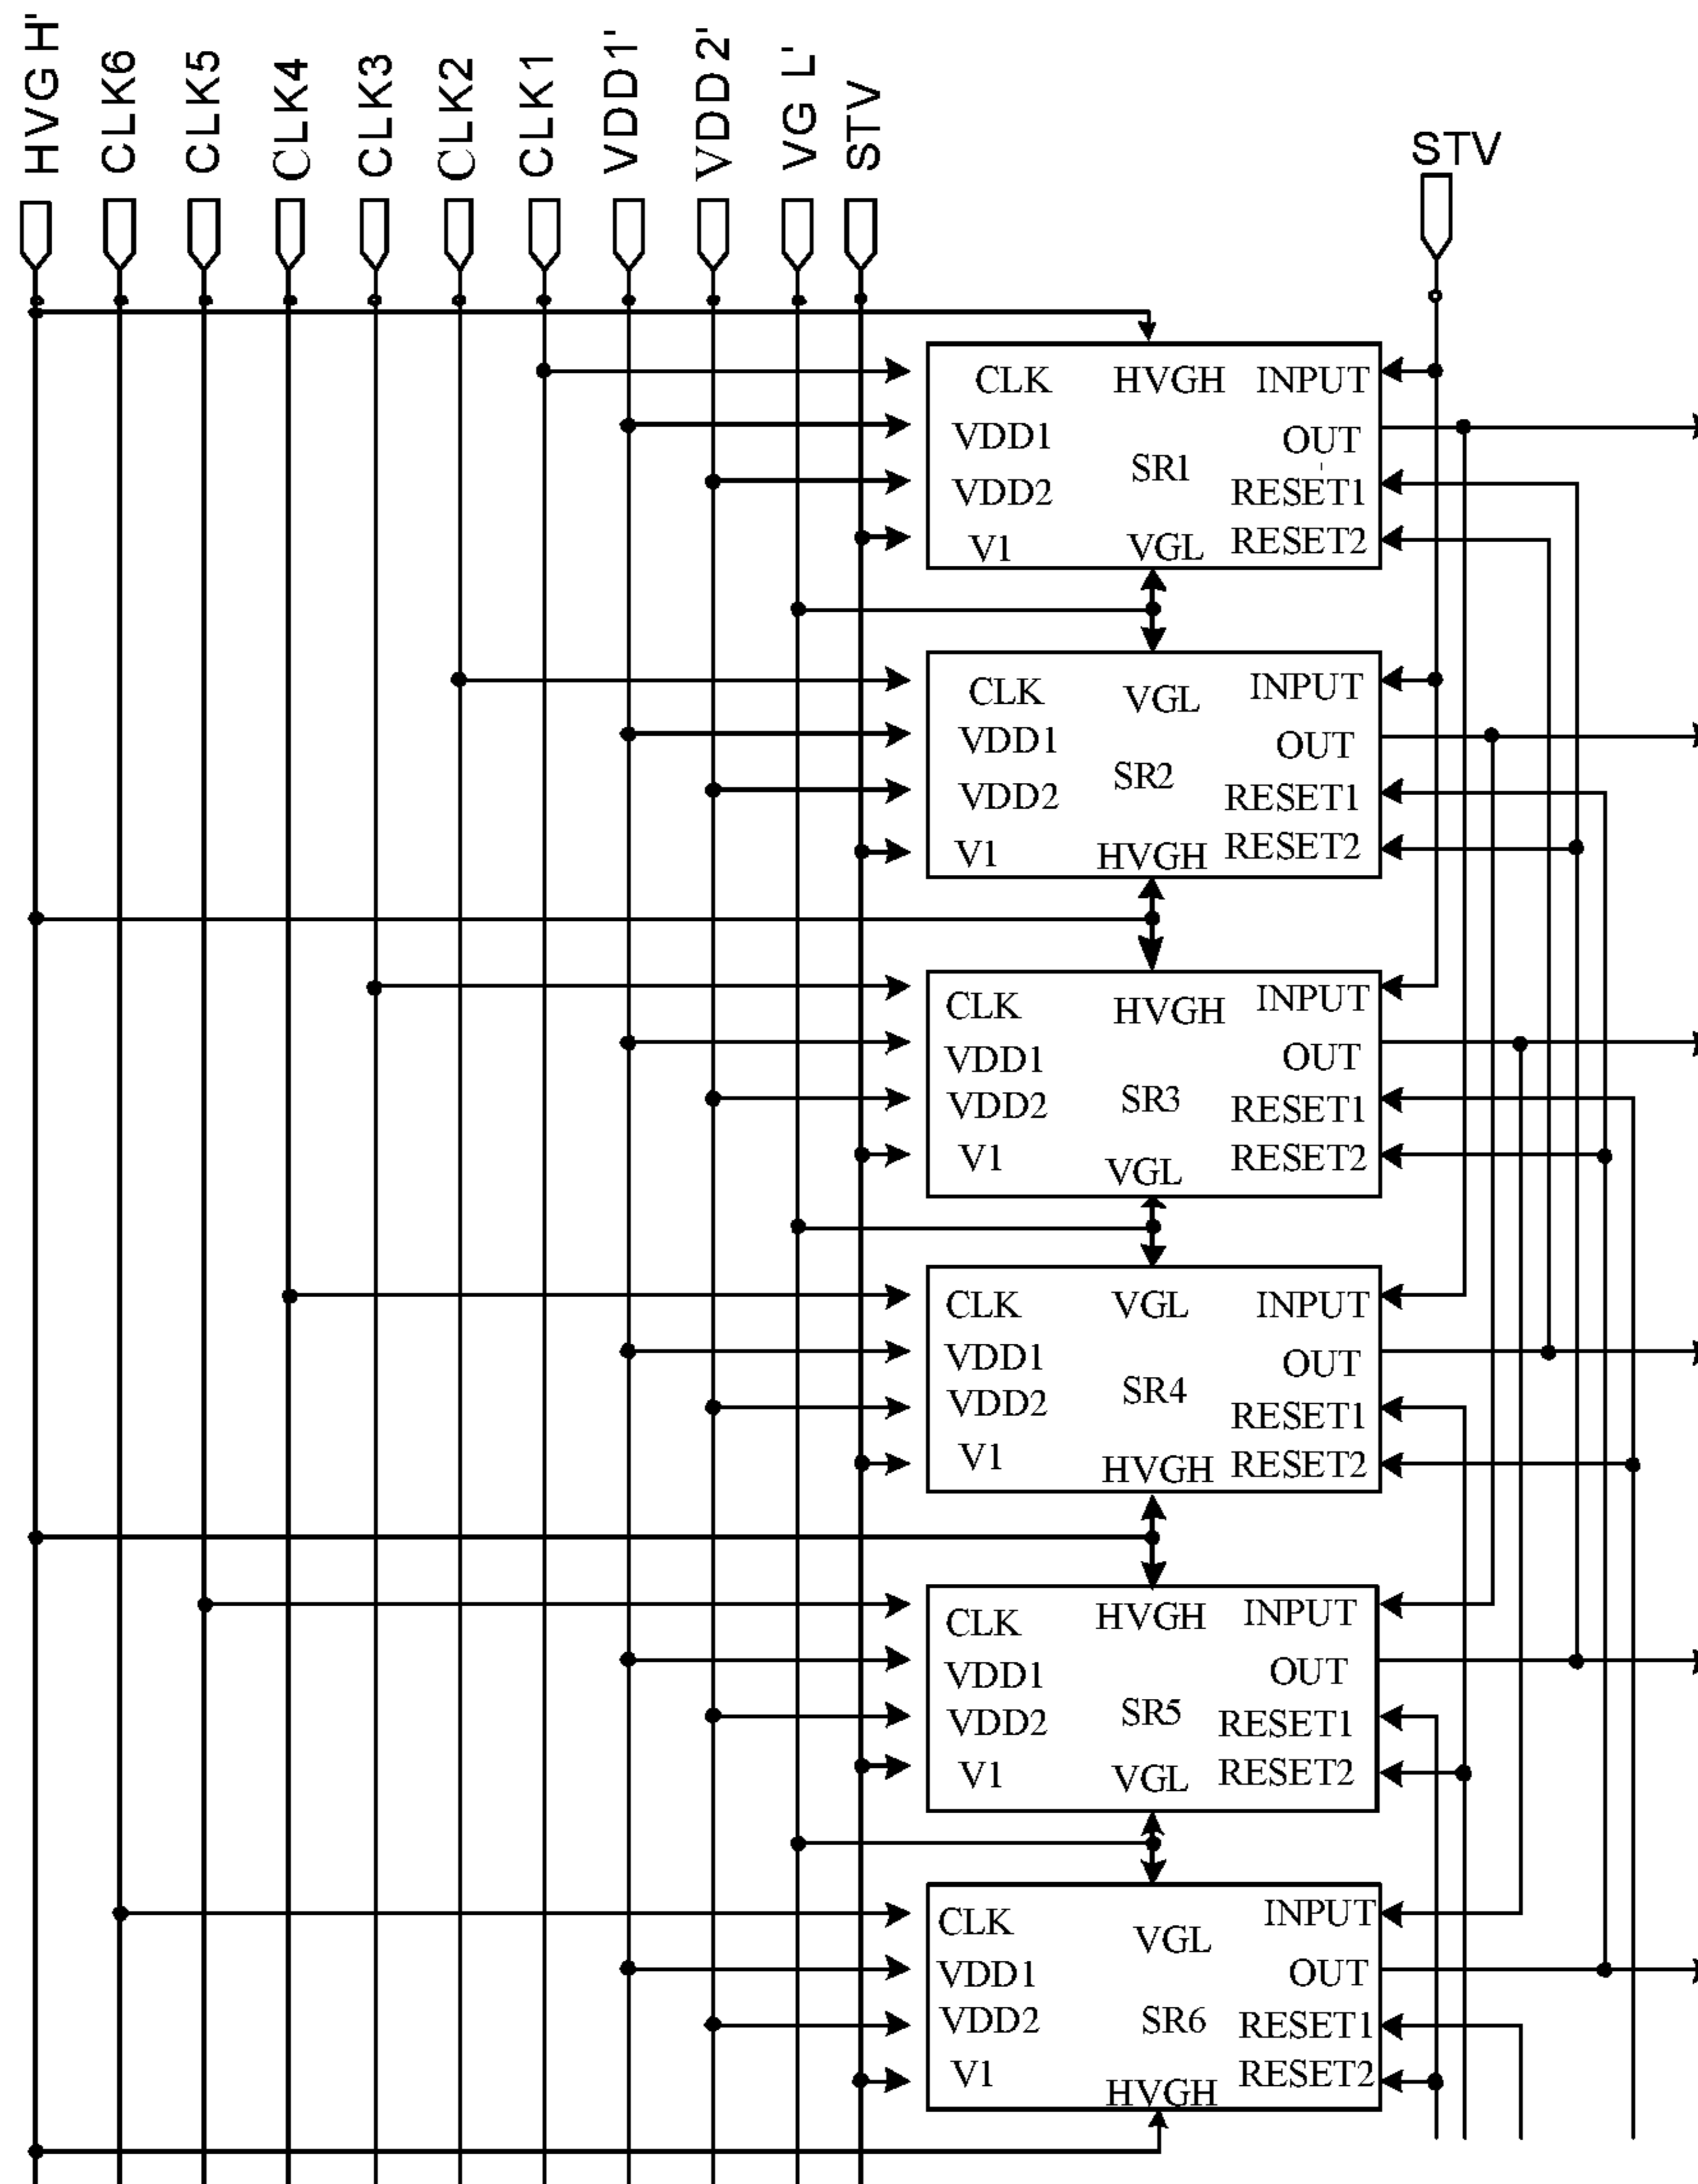 HVGH'
CLK6
CLK5
CLK4
CLK3
CLK2
CLK1
VDD1'
VDD2'
VGL'
STV
STV
CLK HVGH INPUT
VDD1 OUT
SR1
VDD2 RESET1
V1 VGL RESET2
CLK VGL INPUT
VDD1 OUT
SR2
VDD2 RESET1
V1 HVGH RESET2
CLK HVGH INPUT
VDD1 OUT
VDD2 SR3 RESET1
V1 VGL RESET2
CLK VGL INPUT
VDD1 OUT
VDD2 SR4 RESET1
V1 HVGH RESET2
CLK HVGH INPUT
VDD1 OUT
VDD2 SR5 RESET1
V1 VGL RESET2
CLK VGL INPUT
VDD1 OUT
VDD2 SR6 RESET1
V1 HVGH RESET2